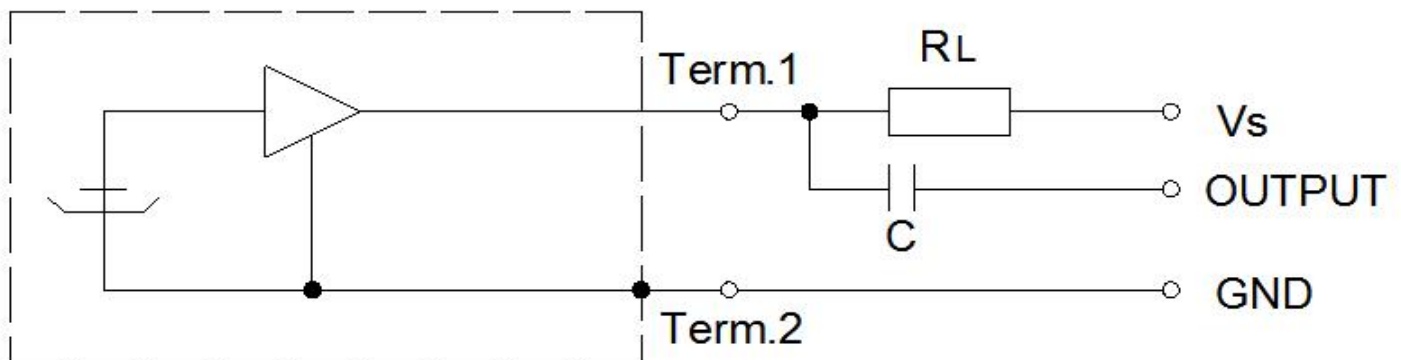 Term.1
RL
Vs
OUTPUT
C
GND
Term.2